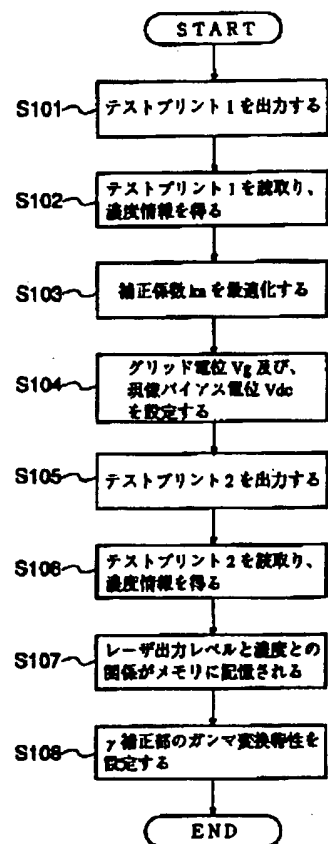 START
S101
テストプリント1を出力する
S102
テストプリント1を読取り、
濃度情報を得る
S103
補正係数kmを最適化する
S104
グリッド電位Vg及び、
現像バイアス電位Vdc
を設定する
S105
テストプリント2を出力する
S106
テストプリント2を読取り、
濃度情報を得る
S107
レーザ出力レベルと濃度との
関係がメモリに記憶される
S108
γ補正部のガンマ変換特性を
設定する
END